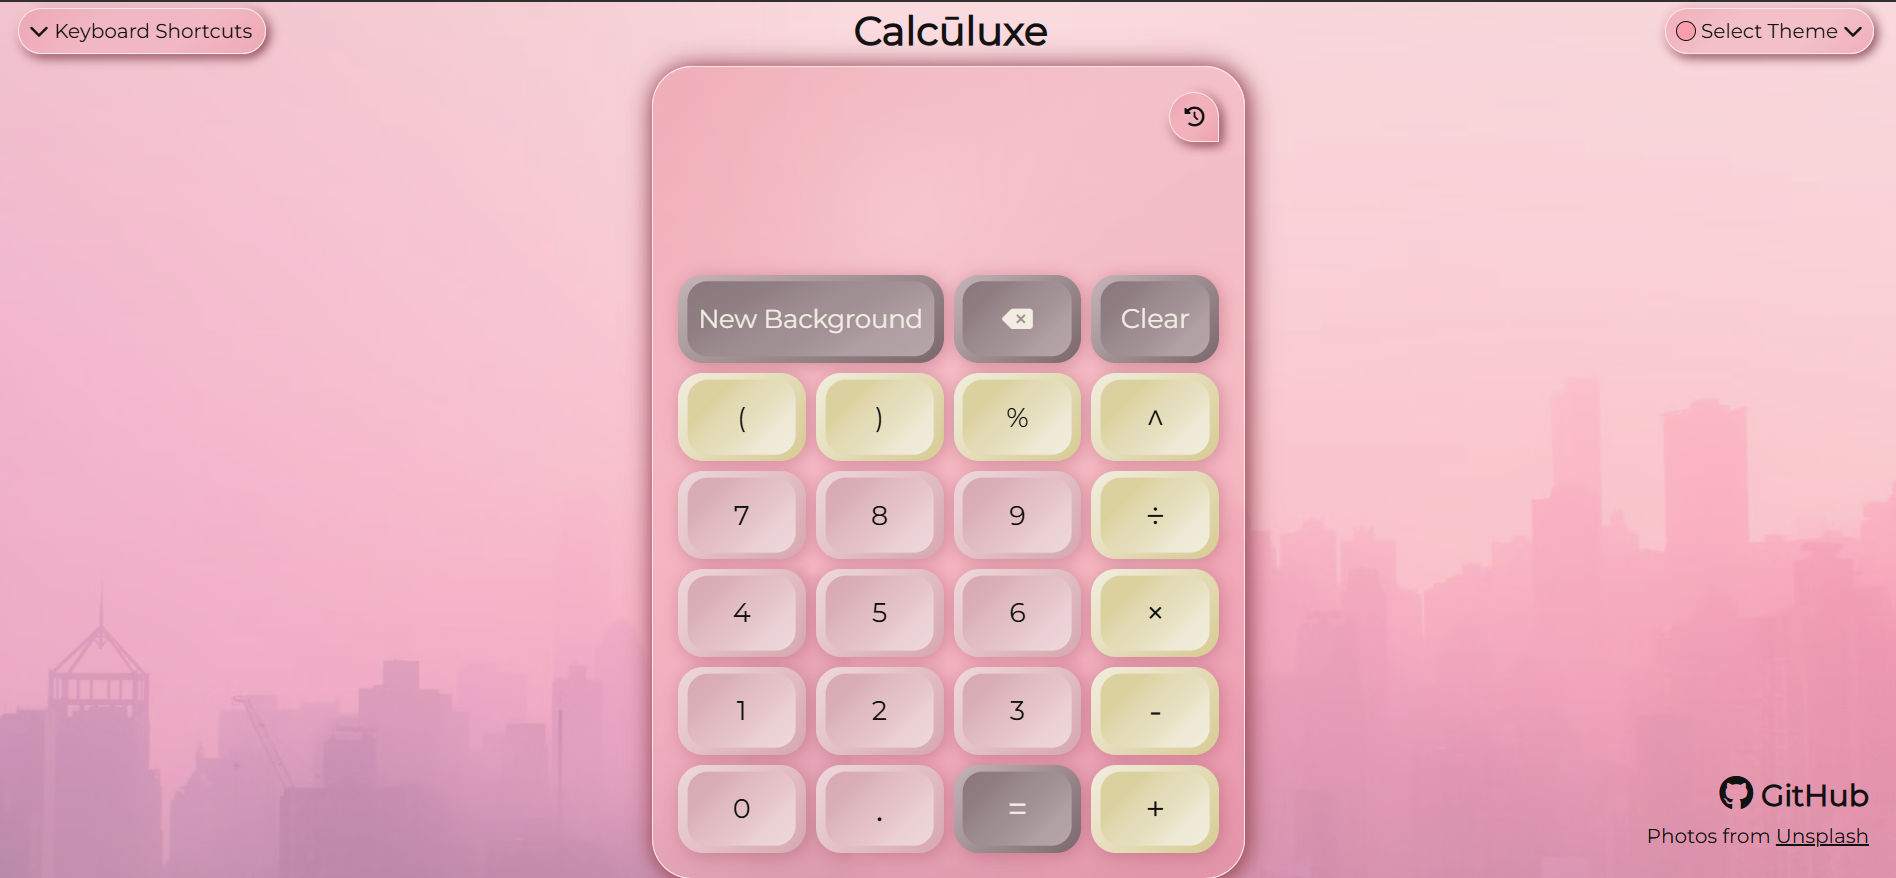 Keyboard Shortcuts
Calcūluxe
Select Theme
New Background
Clear
( ) % ^
7 8 9 ÷
4 5 6 ×
1 2 3 -
0 . = +
GitHub
Photos from Unsplash